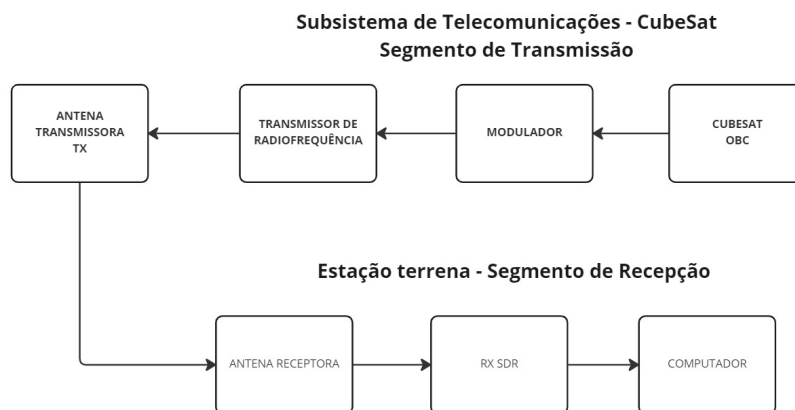 Subsistema de Telecomunicações - CubeSat
Segmento de Transmissão
ANTENA
TRANSMISSORA
TX
TRANSMISSOR DE
RADIOFREQUÊNCIA
MODULADOR
CUBESAT
OBC
Estação terrena - Segmento de Recepção
ANTENA RECEPTORA
RX SDR
COMPUTADOR